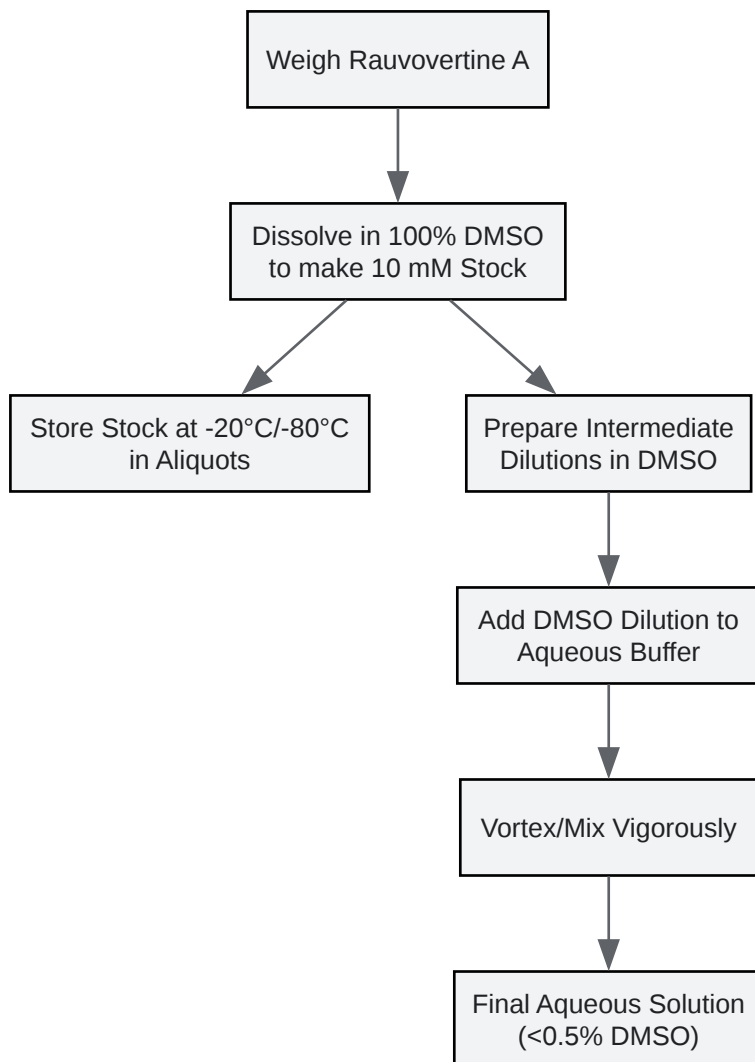 Weigh Rauvovertine A
Dissolve in 100% DMSO
to make 10 mM Stock
Store Stock at -20°C/-80°C
in Aliquots
Prepare Intermediate
Dilutions in DMSO
Add DMSO Dilution to
Aqueous Buffer
Vortex/Mix Vigorously
Final Aqueous Solution
(<0.5% DMSO)